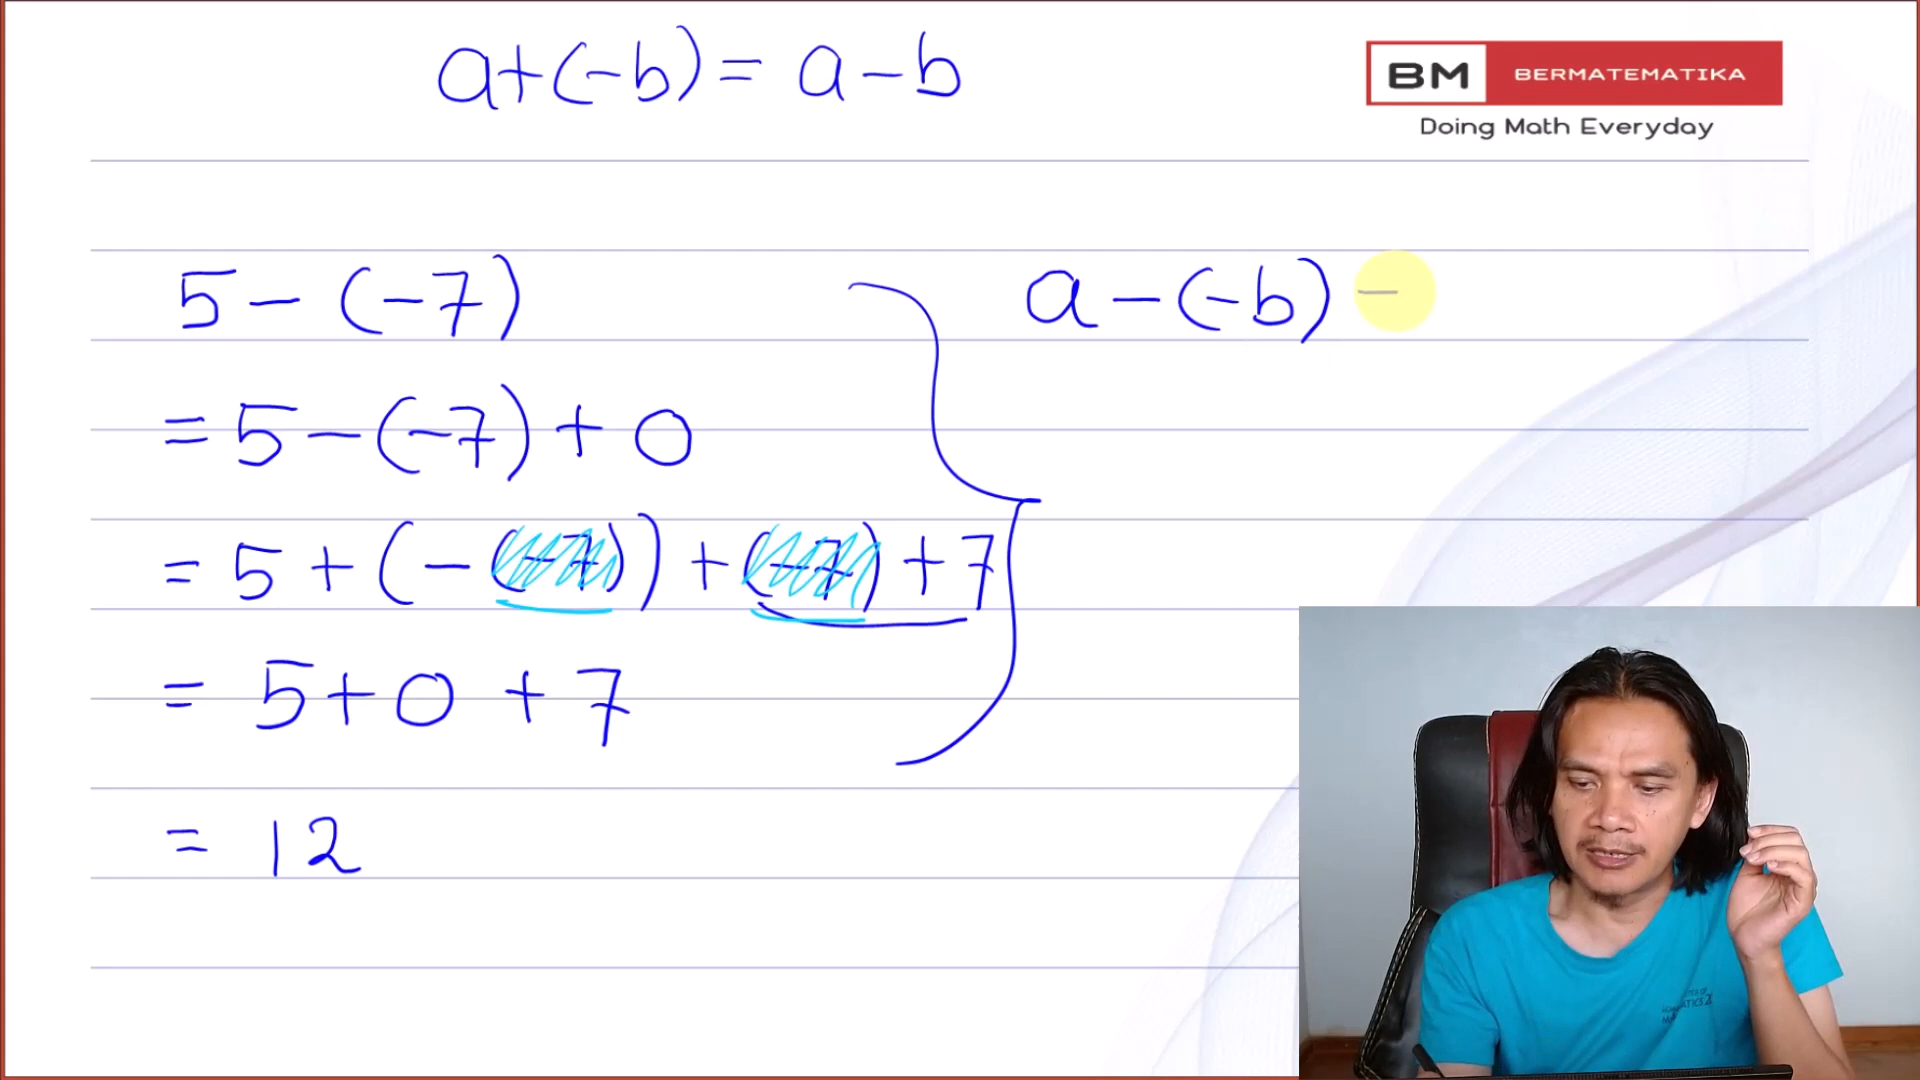 a+(-b) = a-b
BM BERMATEMATIKA
Doing Math Everyday
5 - (-7)
a - (-b) -
= 5 - (-7) + 0
= 5 + (-(-7)) + (-7) + 7
= 5+0 + 7
= 12